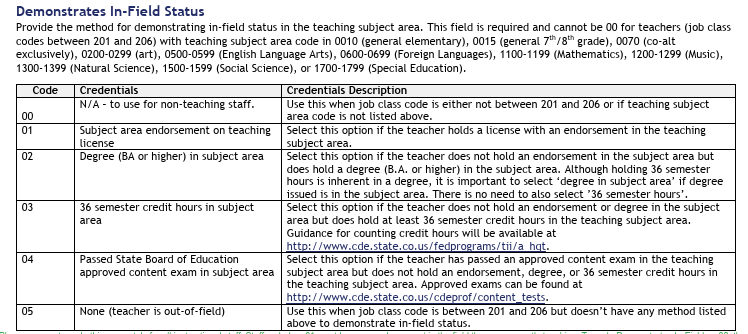 Demonstrates In-Field Status
Provide the method for demonstrating in-field status in the teaching subject area. This field is required and cannot be 00 for teachers (job class
codes between 201 and 206) with teaching subject area code in 0010 (general elementary), 0015 (general 7th/8th grade), 0070 (co-alt
exclusively), 0200-0299 (art), 0500-0599 (English Language Arts), 0600-0699 (Foreign Languages), 1100-1199 (Mathematics), 1200-1299 (Music),
1300-1399 (Natural Science), 1500-1599 (Social Science), or 1700-1799 (Special Education).
Code Credentials Credentials Description
00 N/A - to use for non-teaching staff. Use this when job class code is either not between 201 and 206 or if teaching subject
area code is not listed above.
01 Subject area endorsement on teaching Select this option if the teacher holds a license with an endorsement in the teaching
license subject area.
02 Degree (BA or higher) in subject area Select this option if the teacher does not hold an endorsement in the subject area but
does hold a degree (B.A. or higher) in the subject area. Although holding 36 semester
hours is inherent in a degree, it is important to select ‘degree in subject area’ if degree
issued is in the subject area. There is no need to also select ’36 semester hours’.
03 36 semester credit hours in subject Select this option if the teacher does not hold an endorsement or degree in the subject
area area but does hold at least 36 semester credit hours in the teaching subject area.
Guidance for counting credit hours will be available at
http://www.cde.state.co.us/fedprograms/tii/a_hqt.
04 Passed State Board of Education Select this option if the teacher has passed an approved content exam in the teaching
approved content exam in subject area subject area but does not hold an endorsement, degree, or 36 semester credit hours in
the teaching subject area. Approved exams can be found at
http://www.cde.state.co.us/cdeprof/content_tests.
05 None (teacher is out-of-field) Use this when job class code is between 201 and 206 but doesn’t have any method listed
above to demonstrate in-field status.